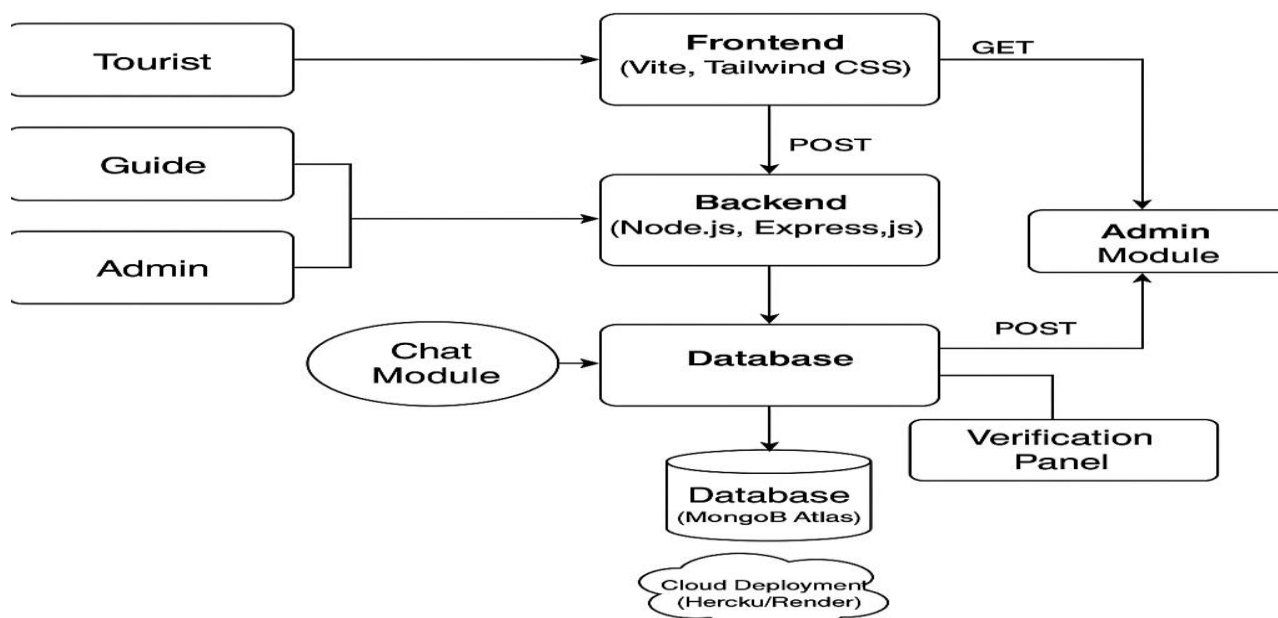 Tourist
Frontend
(Vite, Tailwind CSS)
GET
POST
Guide
Backend
(Node.js, Express,js)
Admin
Admin
Module
Chat
Module
Database
POST
Verification
Panel
Database
(MongoB Atlas)
Cloud Deployment
(Hercku/Render)